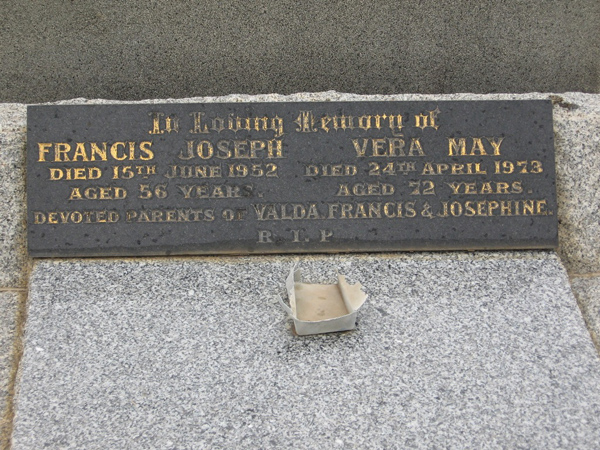 In Loving Memory of
FRANCIS JOSEPH VERA MAY
DIED 15TH JUNE 1952 DIED 24TH APRIL 1973
AGED 56 YEARS. AGED 72 YEARS.
DEVOTED PARENTS OF VALDA, FRANCIS & JOSEPHINE.
R.I.P.